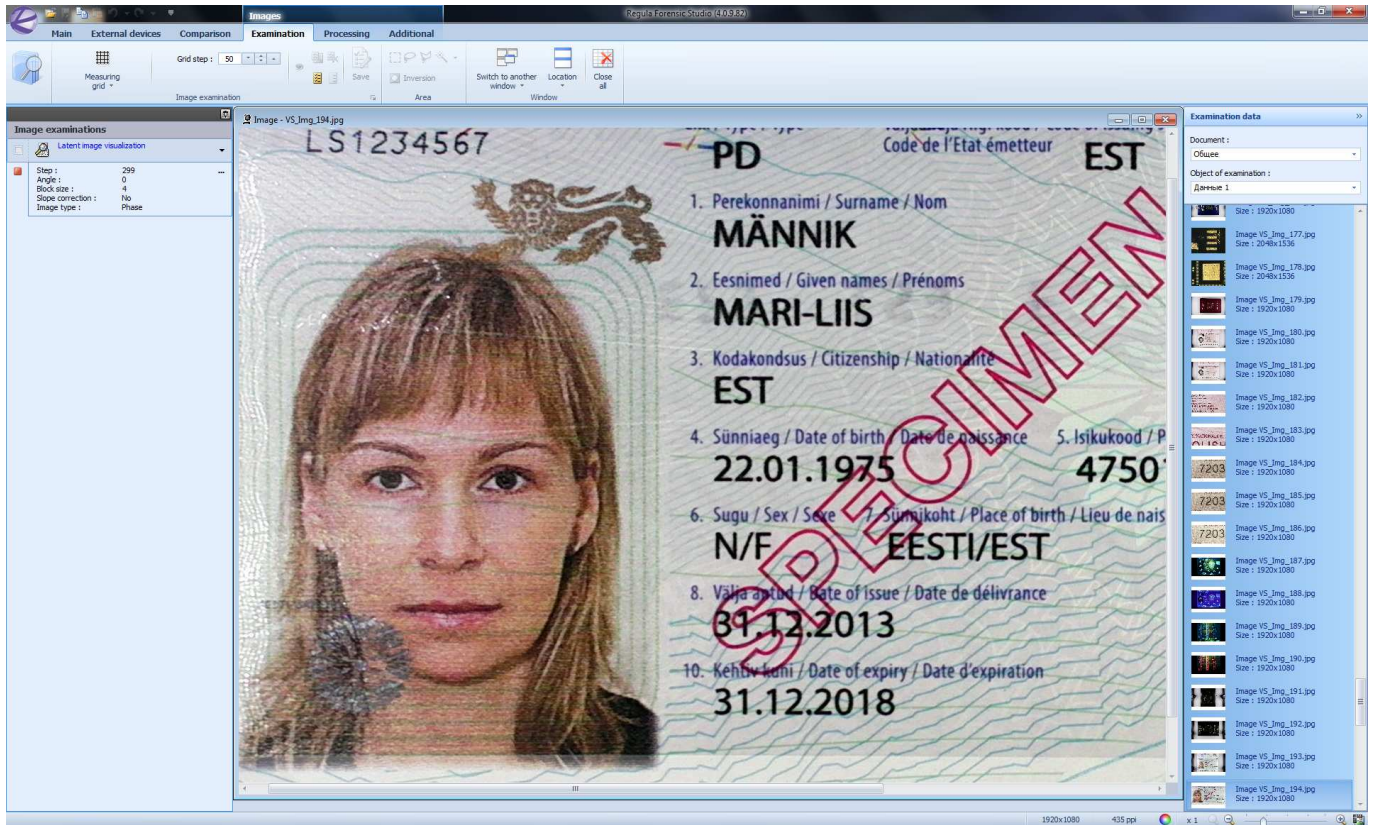 Images
Regula Forensic Studio (4.0.9.82)
Main External devices Comparison Examination Processing Additional
Measuring grid
Grid step : 50
Save
Inversion
Switch to another window
Location
Close all
Image examination
Area
Window
Image examinations
Latent image visualization
Step : 299
Angle : 0
Block size : 4
Slope correction : No
Image type : Phase
Image - VS_Img_194.jpg
LS1234567
Code de l'Etat émetteur
PD
EST
1. Perekonnanimi / Surname / Nom
MÄNNIK
2. Eesnimed / Given names / Prénoms
MARI-LIIS
3. Kodakondsus / Citizenship / Nationalité
EST
4. Sünniaeg / Date of birth / Date de naissance 5. Isikukood / P
22.01.1975 4750
6. Sugu / Sex / Sexe 7. Sünnikoht / Place of birth / Lieu de nais
N/F EESTI/EST
8. Välja antud / Date of issue / Date de délivrance
31.12.2013
10. Kehtiv kuni / Date of expiry / Date d'expiration
31.12.2018
SPECIMEN
Examination data
Document :
Общее
Object of examination :
Данные 1
Size : 1920x1080
Image VS_Img_177.jpg
Size : 2048x1536
Image VS_Img_178.jpg
Size : 2048x1536
Image VS_Img_179.jpg
Size : 1920x1080
Image VS_Img_180.jpg
Size : 1920x1080
Image VS_Img_181.jpg
Size : 1920x1080
Image VS_Img_182.jpg
Size : 1920x1080
Image VS_Img_183.jpg
Size : 1920x1080
7203
Image VS_Img_184.jpg
Size : 1920x1080
7203
Image VS_Img_185.jpg
Size : 1920x1080
7203
Image VS_Img_186.jpg
Size : 1920x1080
Image VS_Img_187.jpg
Size : 1920x1080
Image VS_Img_188.jpg
Size : 1920x1080
Image VS_Img_189.jpg
Size : 1920x1080
Image VS_Img_190.jpg
Size : 1920x1080
Image VS_Img_191.jpg
Size : 1920x1080
Image VS_Img_192.jpg
Size : 1920x1080
Image VS_Img_193.jpg
Size : 1920x1080
Image VS_Img_194.jpg
Size : 1920x1080
1920x1080 435 ppi x 1